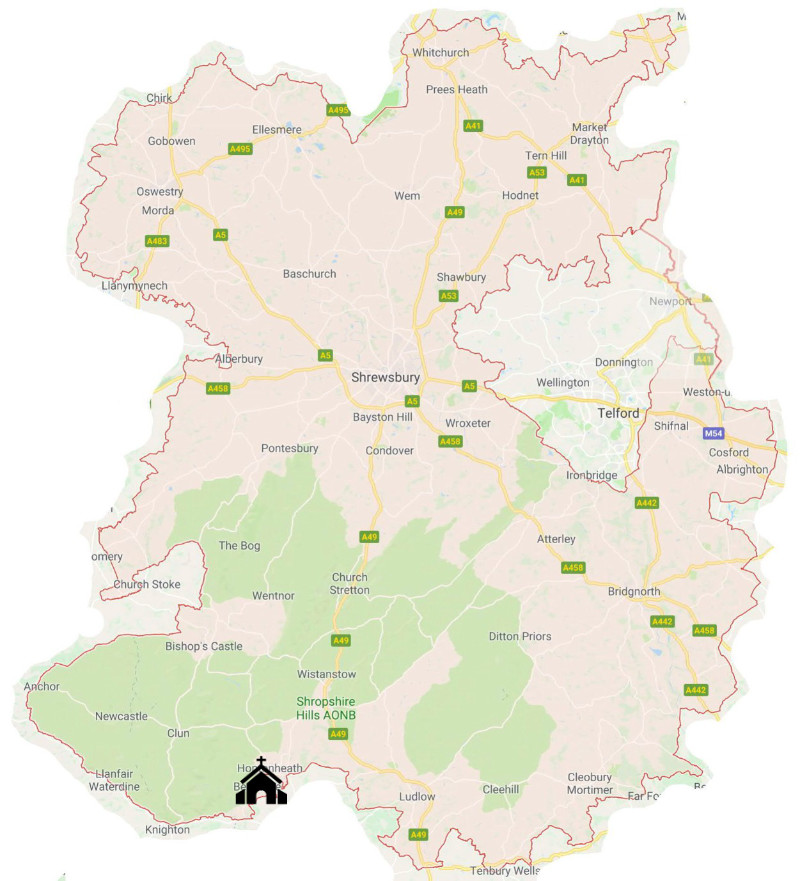 M
Whitchurch
Prees Heath
Chirk
A495
Ellesmere
A41
Market
Drayton
Gobowen
A495
Tern Hill
A53
A41
Oswestry
Wem
Hodnet
Morda
A49
A483
A5
Baschurch
Shawbury
Llanymynech
A53
Newport
Alberbury
A5
Donnington
A41
Shrewsbury
Wellington
A458
A5
Weston-u
A5
Bayston Hill
Wroxeter
Telford
Shifnal
M54
Pontesbury
Condover
A458
Cosford
Albrighton
Ironbridge
A442
The Bog
A49
Atterley
omery
Church Stoke
Church
Stretton
A458
Wentnor
Bridgnorth
A442
A458
Bishop's Castle
A49
Ditton Priors
Wistanstow
Anchor
A442
Shropshire
Hills AONB
Newcastle
Clun
A49
Llanfair
Waterdine
Cleobury
Mortimer
Ludlow
Cleehill
Far Fo
Knighton
A49
Tenbury Wells